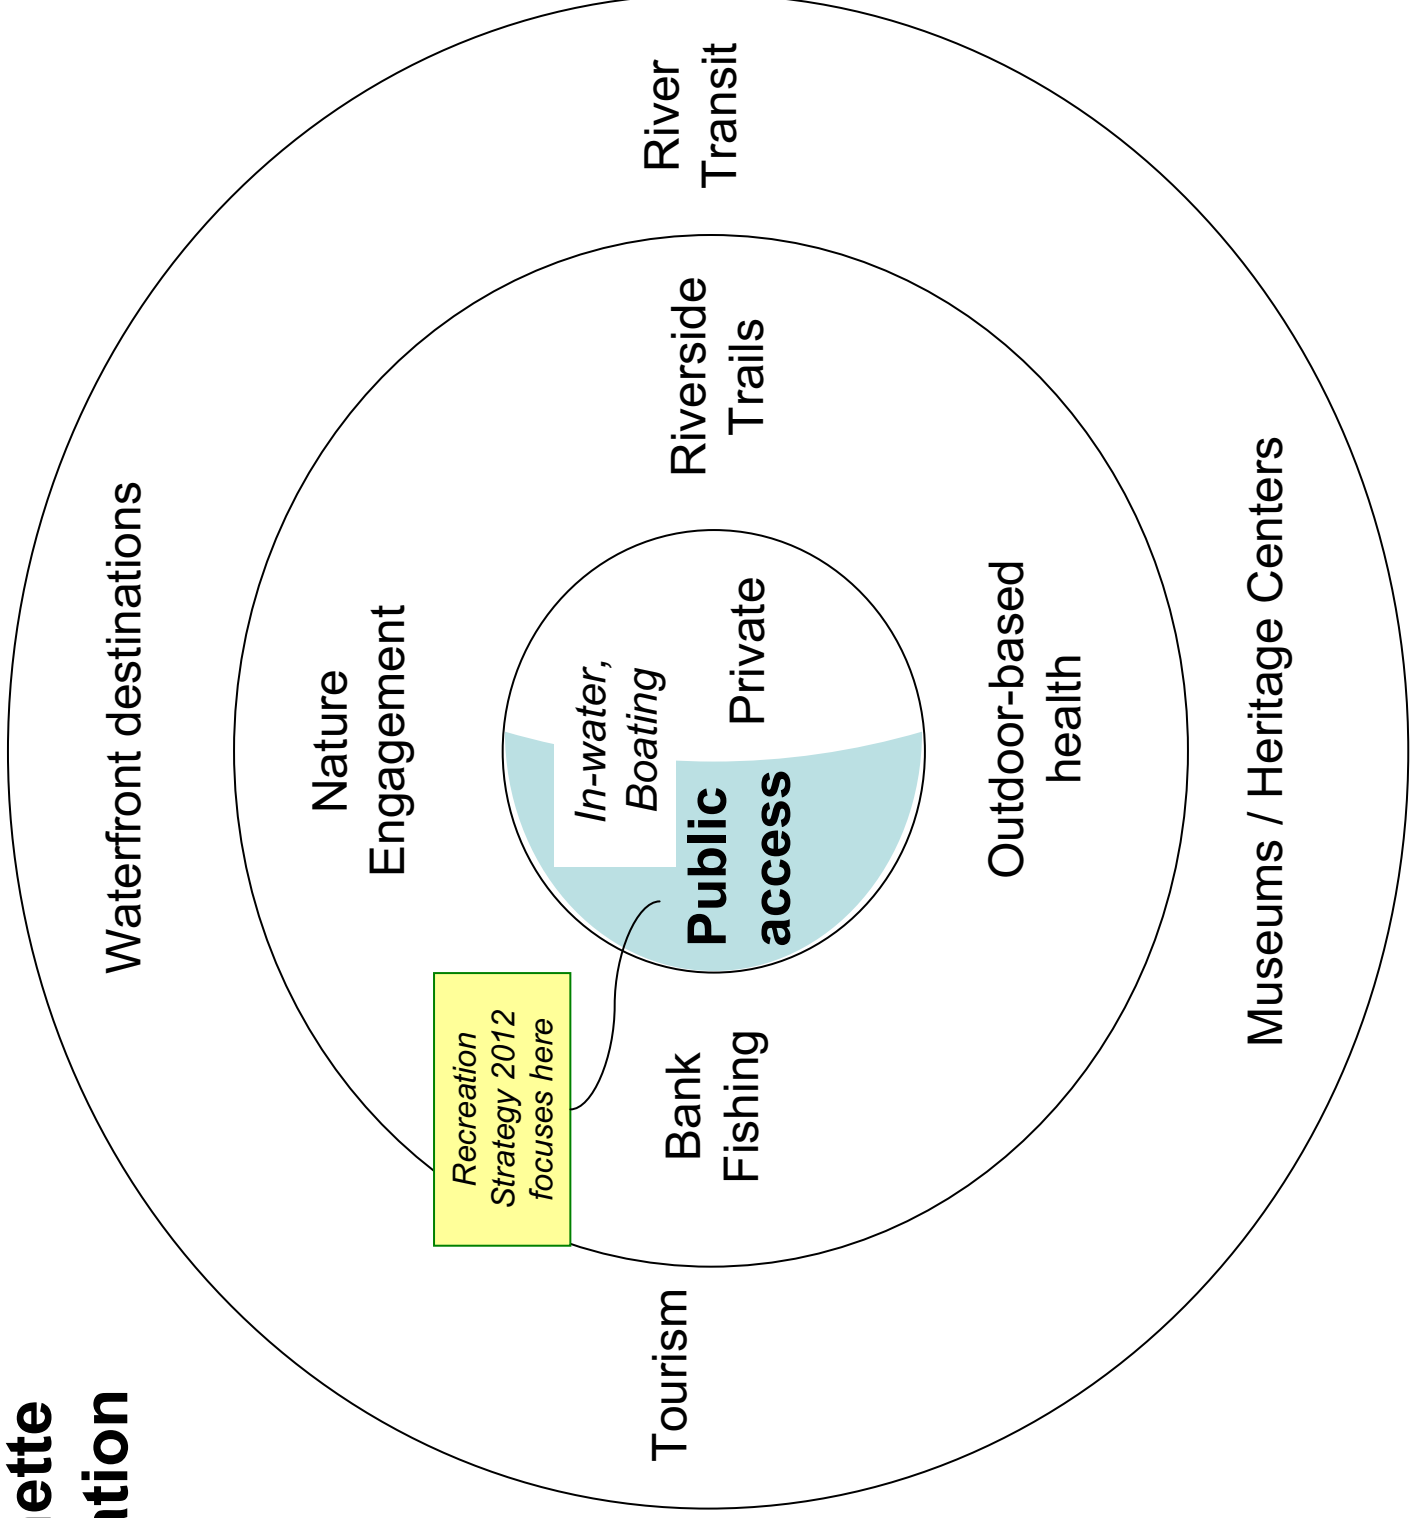 ette
ation
Waterfront destinations
Nature
Engagement
Recreation
Strategy 2012
focuses here
In-water,
Boating
Tourism
Bank
Fishing
Public
access
Private
Riverside
Trails
River
Transit
Outdoor-based
health
Museums / Heritage Centers